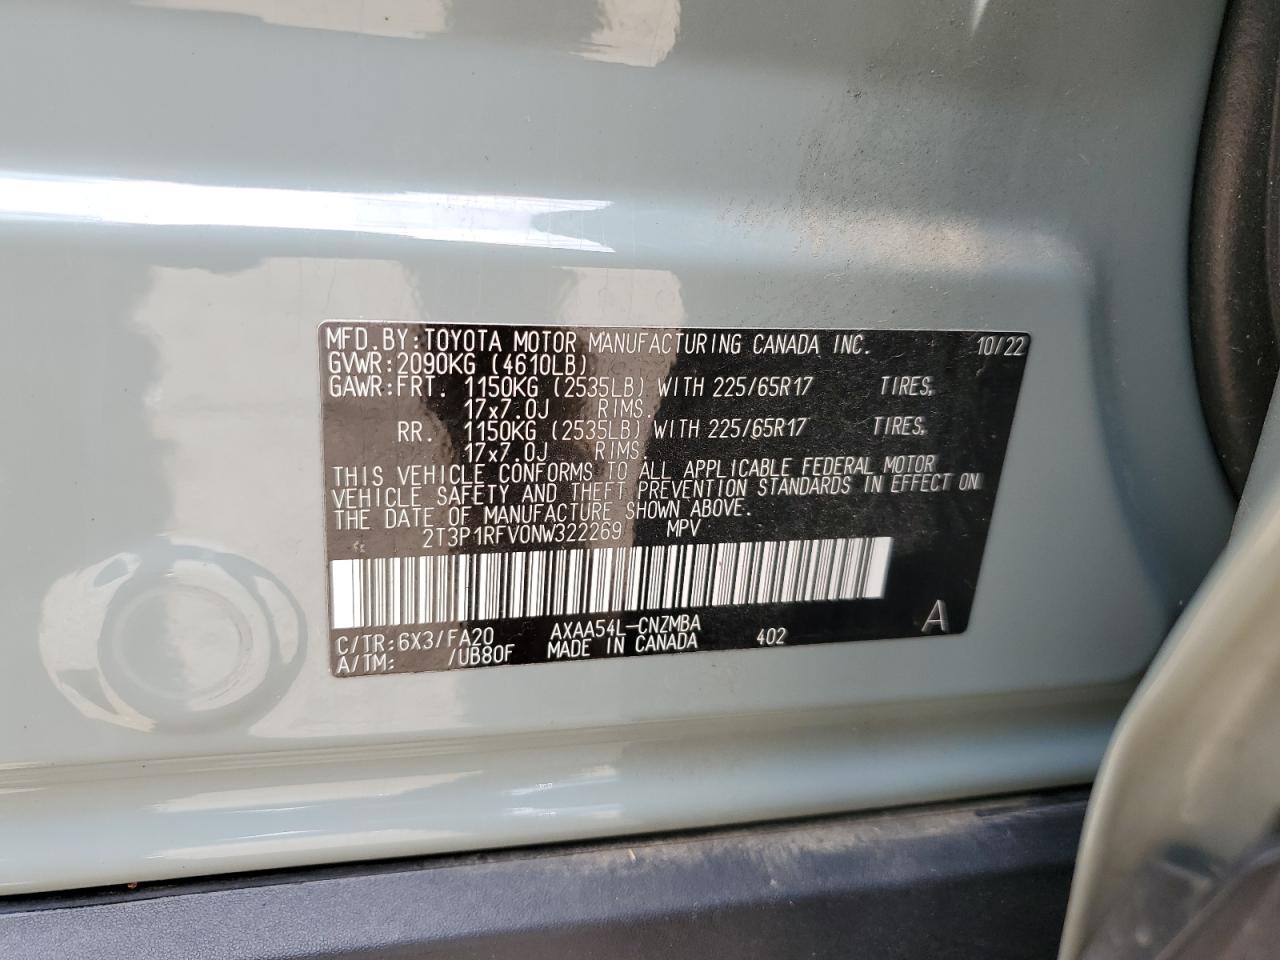 MFD.BY:TOYOTA MOTOR MANUFACTURING CANADA INC. 10/22
GVWR:2090KG (4610LB)
GAWR:FRT. 1150KG (2535LB) WITH 225/65R17 TIRES,
17x7.0J RIMS.
RR. 1150KG (2535LB) WITH 225/65R17 TIRES,
17x7.0J RIMS.
THIS VEHICLE CONFORMS TO ALL APPLICABLE FEDERAL MOTOR
VEHICLE SAFETY AND THEFT PREVENTION STANDARDS IN EFFECT ON
THE DATE OF MANUFACTURE SHOWN ABOVE.
2T3P1RFV0NW322269 MPV
C/TR:6X3/FA20 AXAA54L-CNZMBA 402 A
A/TM: /UB80F MADE IN CANADA